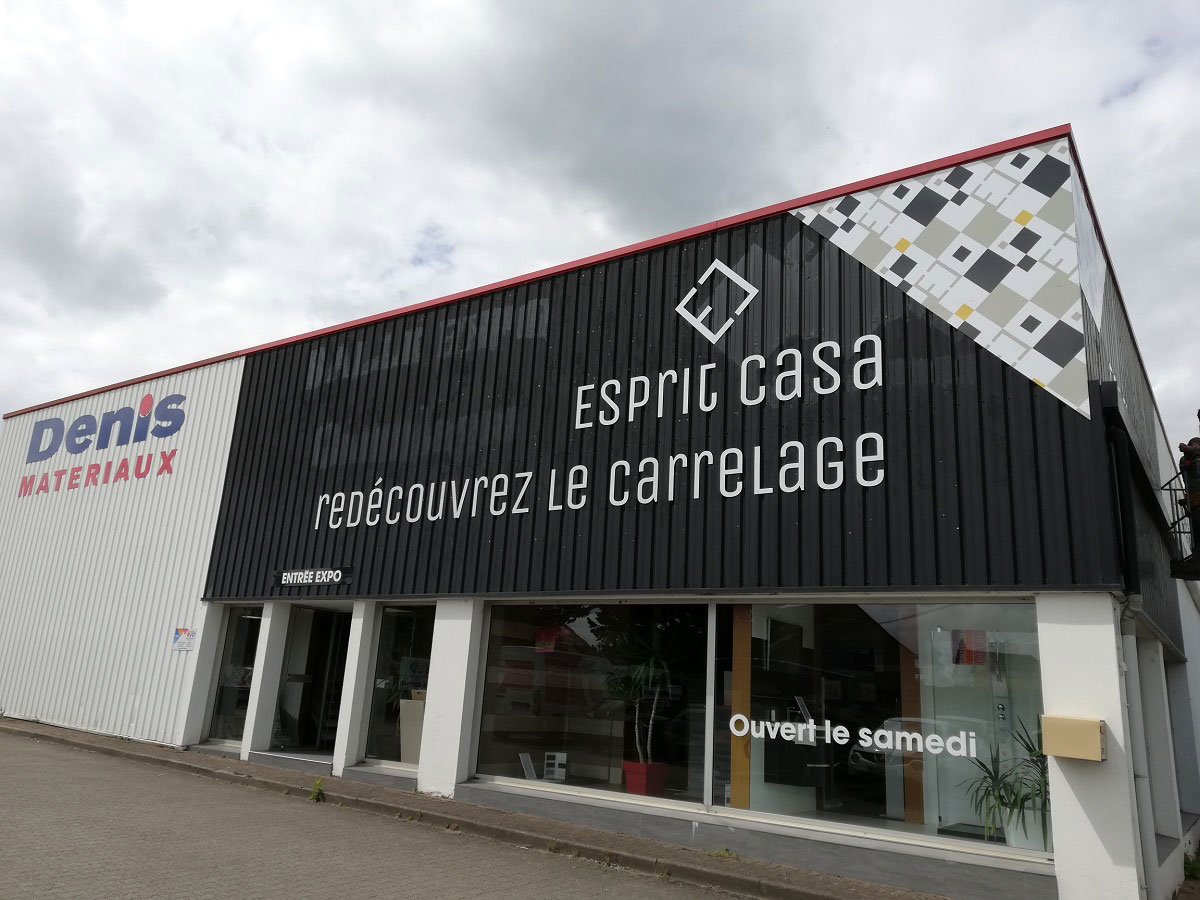 Denis
MATERIAUX
Esprit Casa
redécouvrez le carrelage
ENTRÉE EXPO
Ouvert le samedi